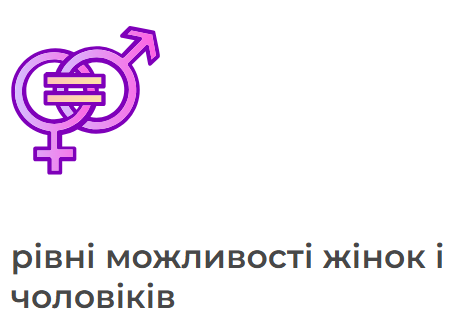 рівні можливості жінок і
чоловіків